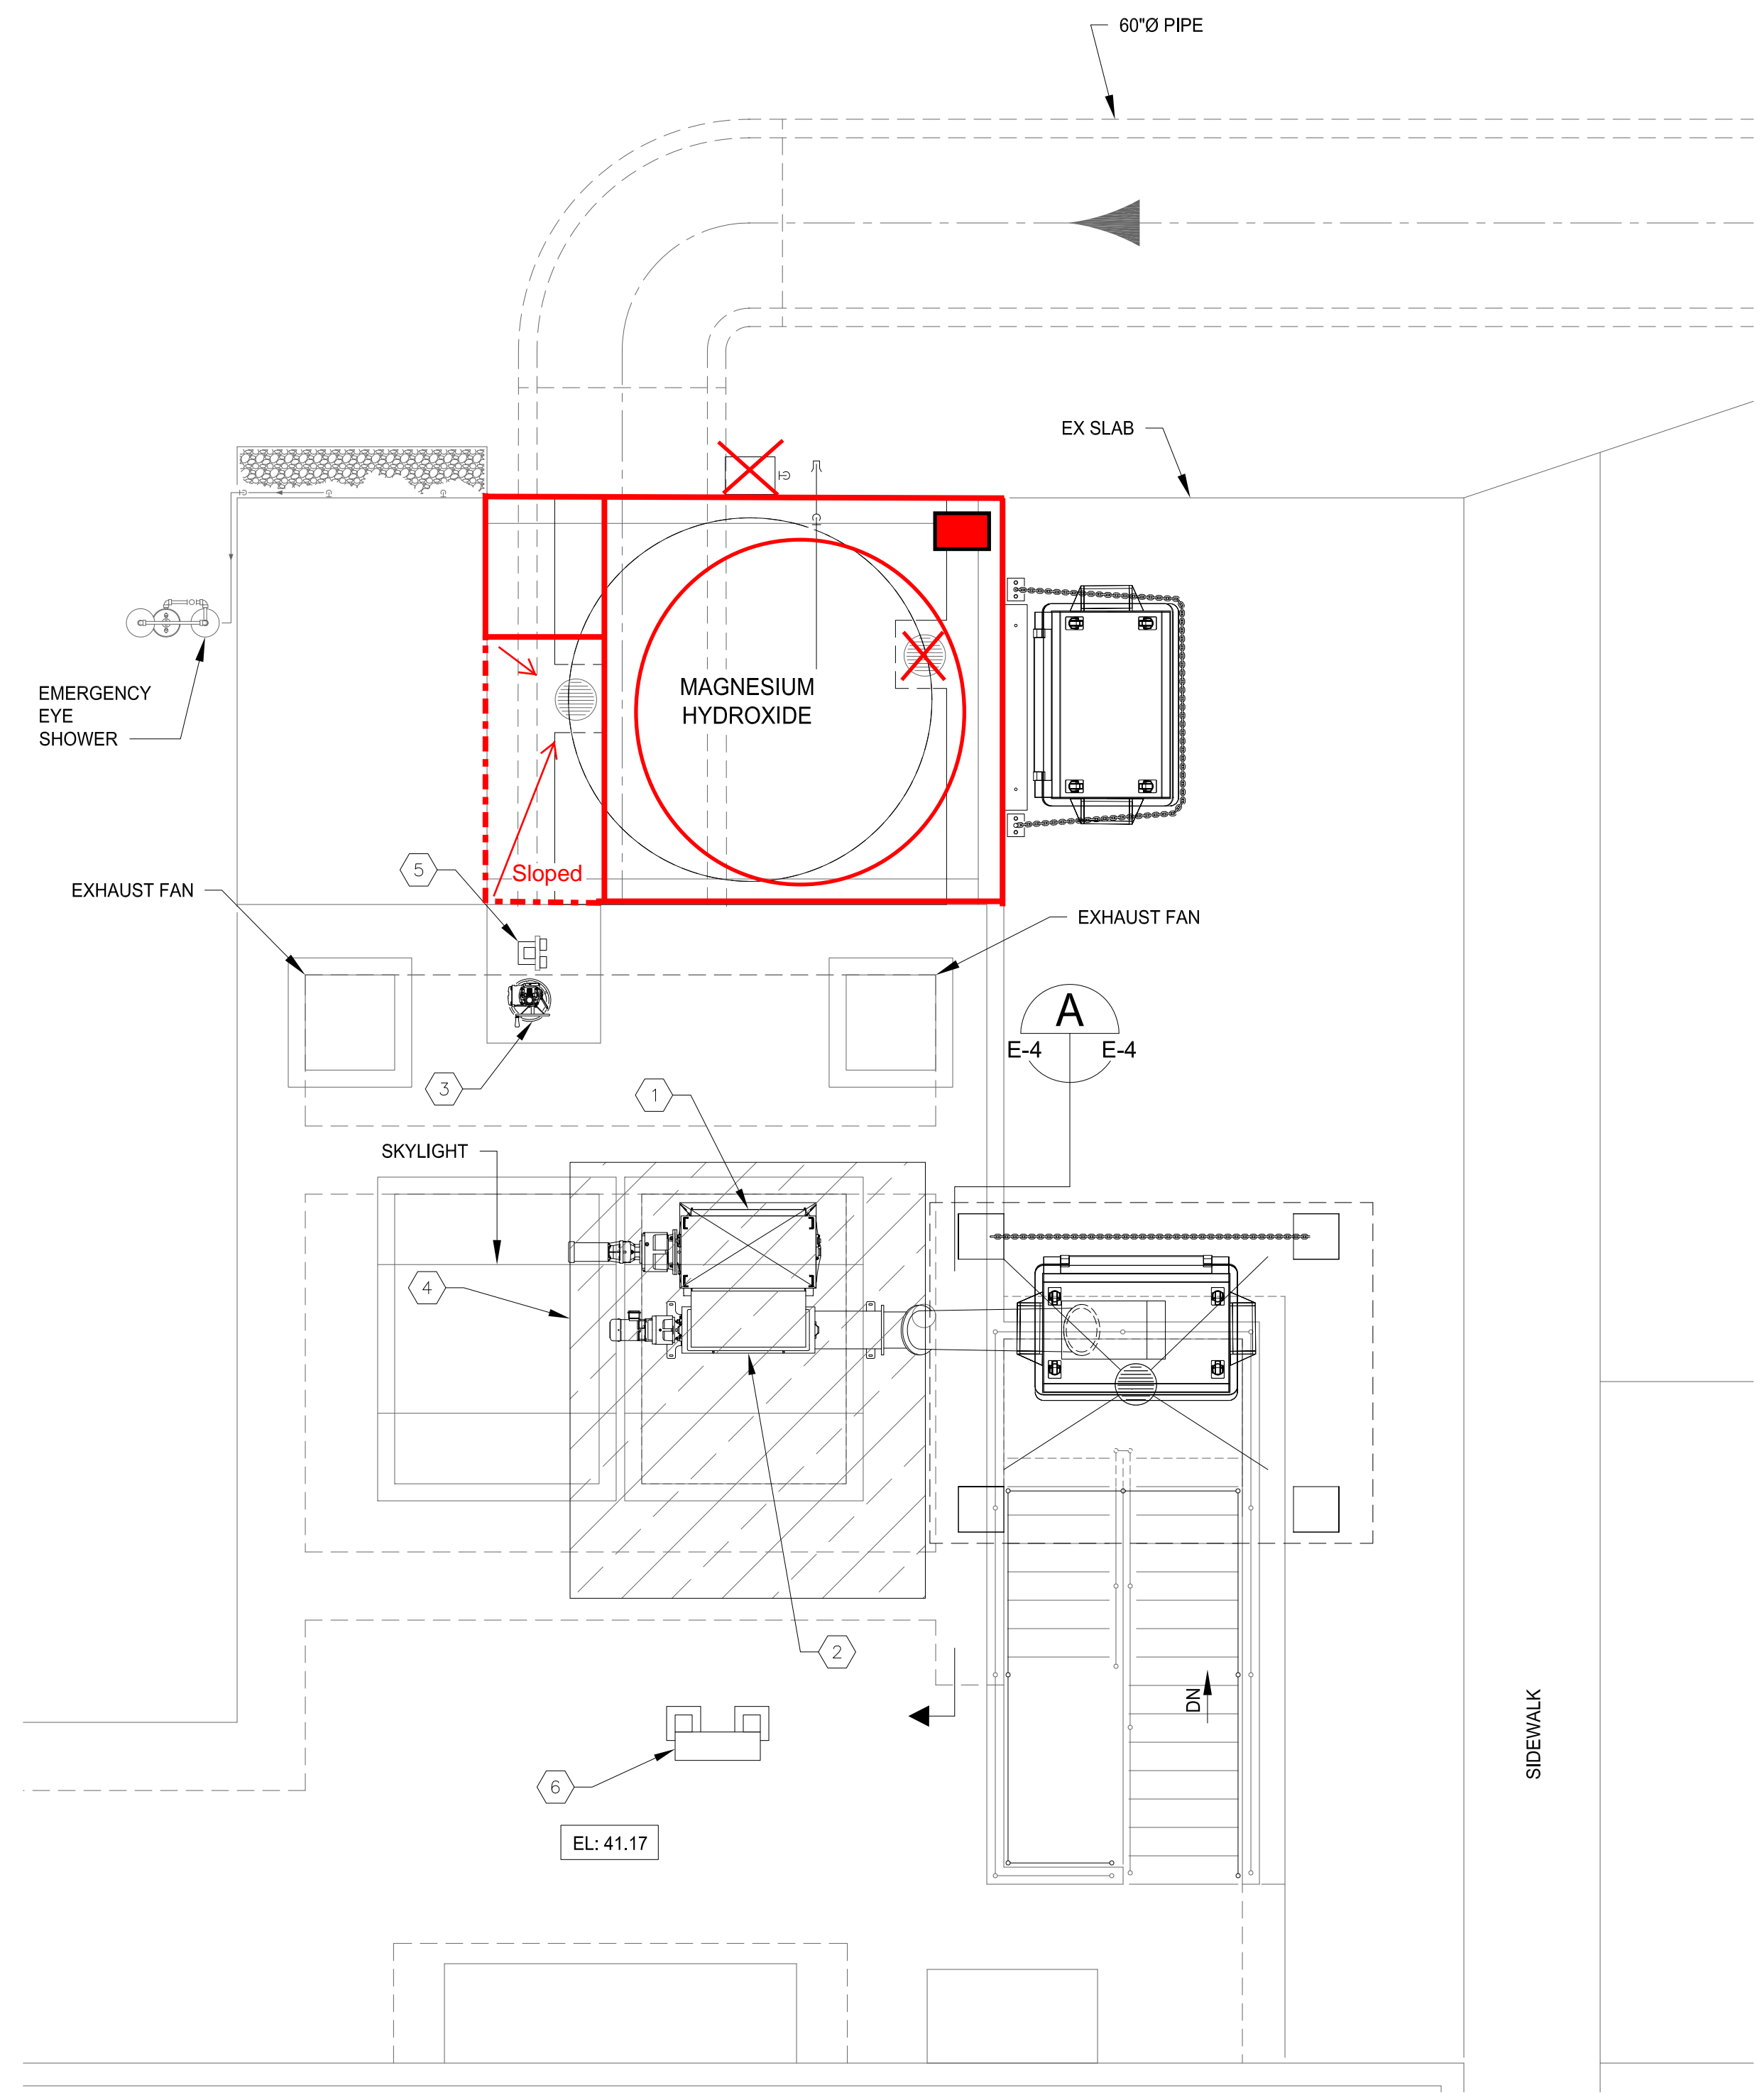 60"Ø PIPE
EX SLAB
MAGNESIUM
HYDROXIDE
EMERGENCY
EYE
SHOWER
Sloped
5
EXHAUST FAN
EXHAUST FAN
A
E-4 E-4
3
1
SKYLIGHT
4
2
DN
SIDEWALK
6
EL: 41.17